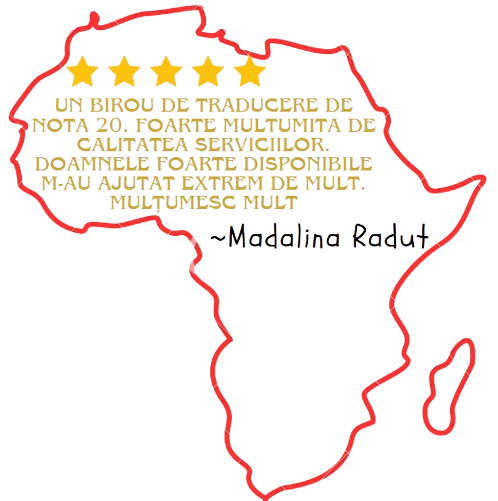 UN BIROU DE TRADUCERE DE
NOTA 20. FOARTE MULTUMITA DE
CALITATEA SERVICIILOR.
DOAMNELE FOARTE DISPONIBILE
M-AU AJUTAT EXTREM DE MULT.
MULȚUMESC MULT
~Madalina Radut